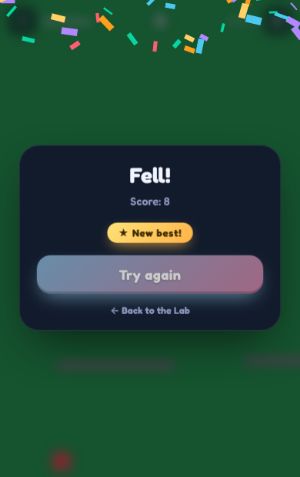 Fell!
Score: 8
★ New best!
Try again
← Back to the Lab